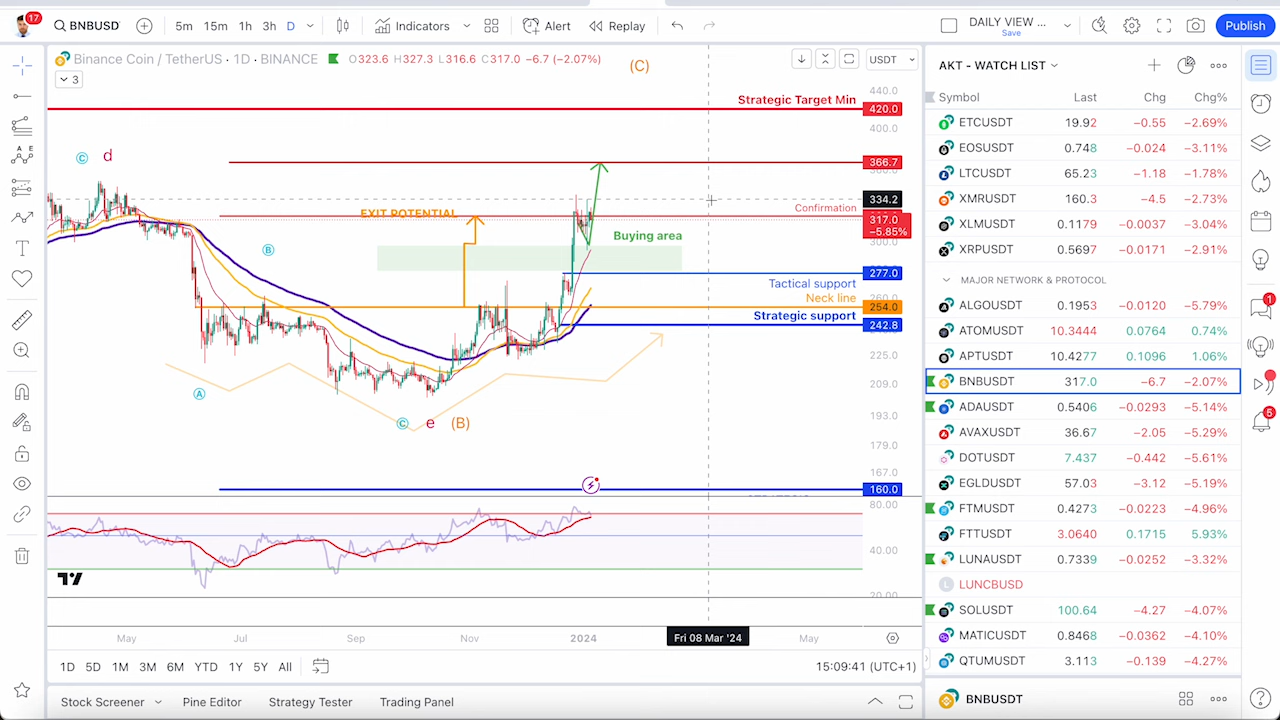 17
BNBUSD
5m 15m 1h 3h D
Indicators
Alert
Replay
DAILY VIEW ...
Save
Publish
Binance Coin / TetherUS · 1D · BINANCE O323.6 H327.3 L316.6 C317.0 −6.7 (−2.07%)
3
USDT
(C)
440.0
Strategic Target Min
420.0
400.0
366.7
C d
334.2
EXIT POTENTIAL
Confirmation
317.0
−5.85%
Buying area
300.0
B
277.0
Tactical support
Neck line
260.0
254.0
Strategic support
242.8
225.0
209.0
A
193.0
C e (B)
179.0
167.0
160.0
80.00
40.00
20.00
May Jul Sep Nov 2024 Fri 08 Mar '24 May
1D 5D 1M 3M 6M YTD 1Y 5Y All
15:09:41 (UTC+1)
Stock Screener Pine Editor Strategy Tester Trading Panel
AKT - WATCH LIST
Symbol Last Chg Chg%
ETCUSDT 19.92 −0.55 −2.69%
EOSUSDT 0.748 −0.024 −3.11%
LTCUSDT 65.23 −1.18 −1.78%
XMRUSDT 160.3 −4.5 −2.73%
XLMUSDT 0.1179 −0.0037 −3.04%
XRPUSDT 0.5697 −0.0171 −2.91%
MAJOR NETWORK & PROTOCOL
ALGOUSDT 0.1953 −0.0120 −5.79%
ATOMUSDT 10.3444 0.0764 0.74%
APTUSDT 10.4277 0.1096 1.06%
BNBUSDT 317.0 −6.7 −2.07%
ADAUSDT 0.5406 −0.0293 −5.14%
AVAXUSDT 36.67 −2.05 −5.29%
DOTUSDT 7.437 −0.442 −5.61%
EGLDUSDT 57.03 −3.12 −5.19%
FTMUSDT 0.4273 −0.0223 −4.96%
FTTUSDT 3.0640 0.1715 5.93%
LUNAUSDT 0.7339 −0.0252 −3.32%
L LUNCBUSD
SOLUSDT 100.64 −4.27 −4.07%
MATICUSDT 0.8468 −0.0362 −4.10%
QTUMUSDT 3.113 −0.139 −4.27%
BNBUSDT
1
5